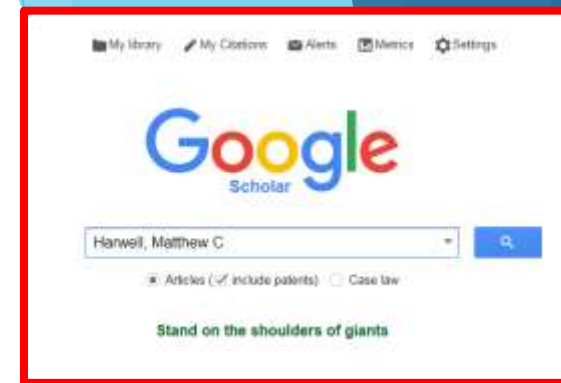 My library My Citations Alerts Metrics Settings
Google
Scholar
Harwell, Matthew C
Articles (✓ include patents) Case law
Stand on the shoulders of giants